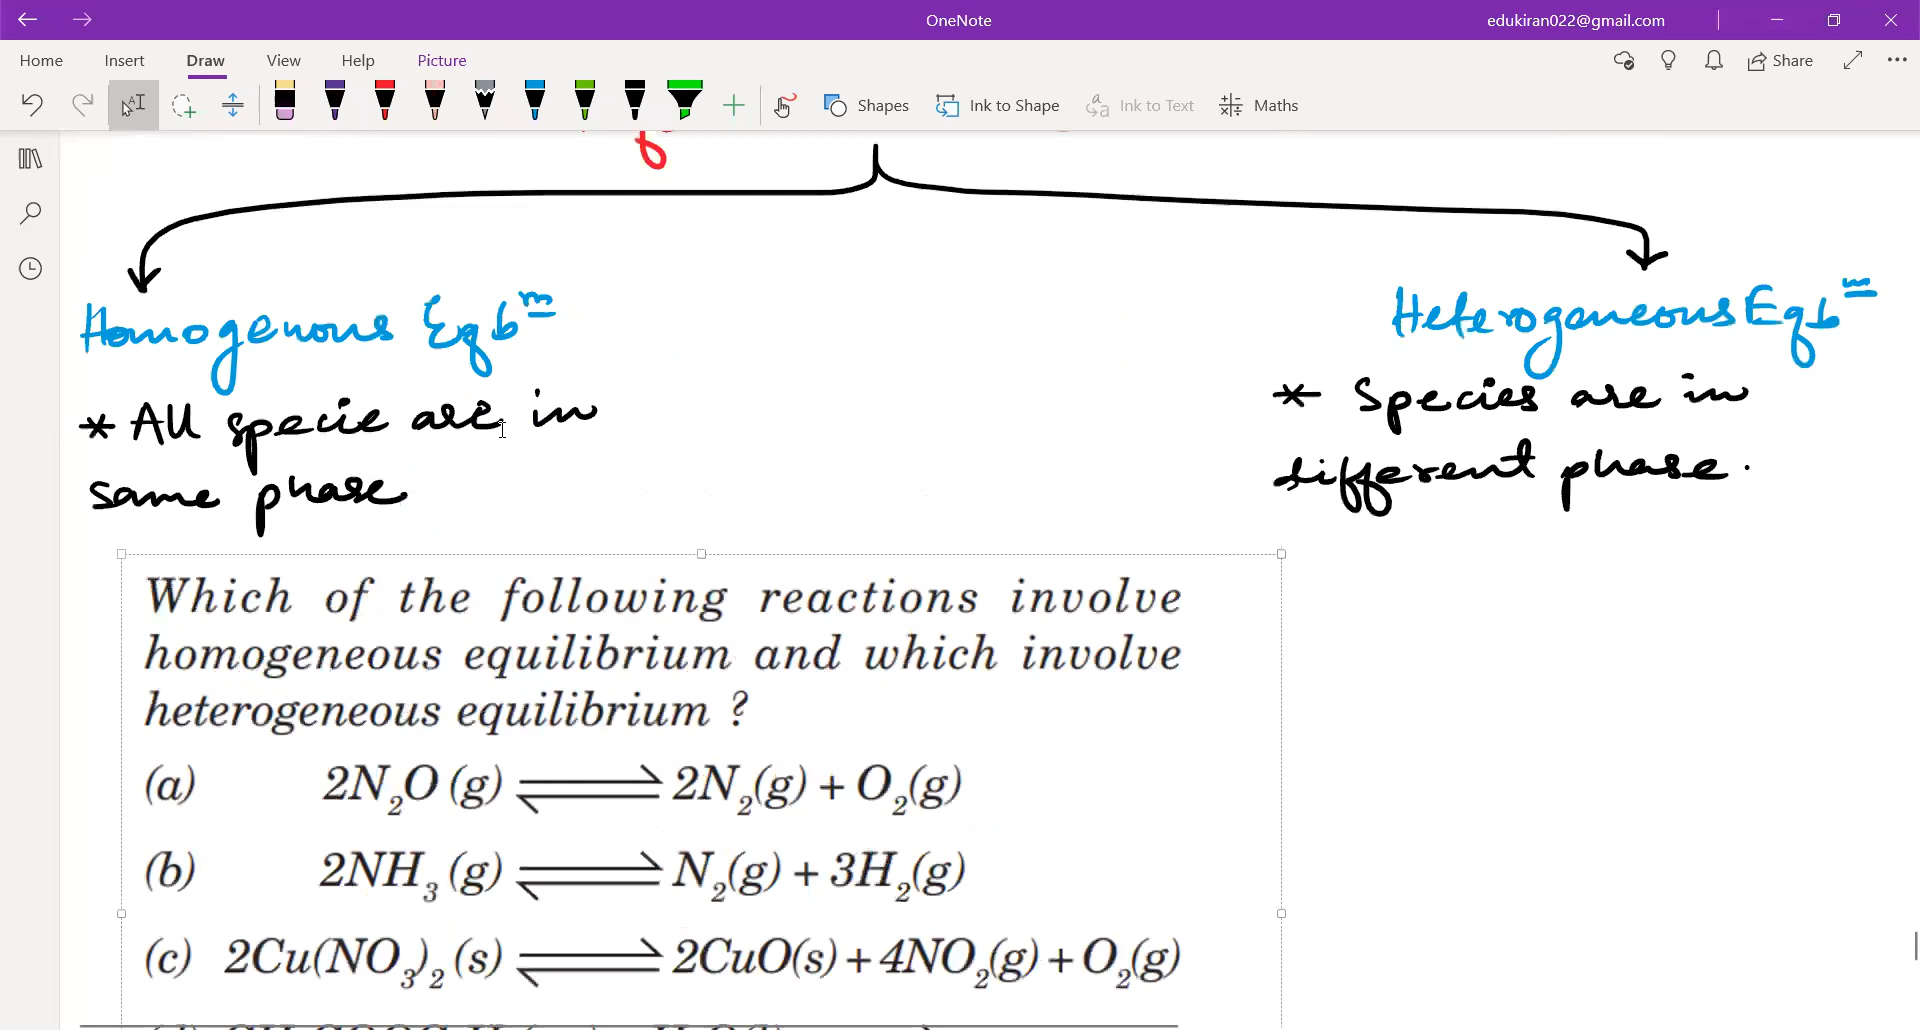 OneNote
edukiran022@gmail.com
Home Insert Draw View Help Picture
Share
Shapes Ink to Shape Ink to Text Maths
Homogenous Eqbm
Heterogeneous Eqbm
* All specie are in
same phase
* Species are in
different phase.
Which of the following reactions involve
homogeneous equilibrium and which involve
heterogeneous equilibrium ?
(a) 2N₂O (g) ⇌ 2N₂(g) + O₂(g)
(b) 2NH₃ (g) ⇌ N₂(g) + 3H₂(g)
(c) 2Cu(NO₃)₂ (s) ⇌ 2CuO(s) + 4NO₂(g) + O₂(g)